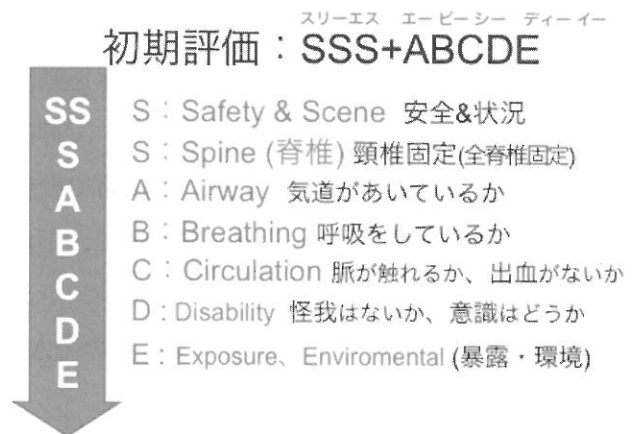 スリーエス エー ビー シー ディー イー
初期評価：SSS+ABCDE
SS
S
A
B
C
D
E
S：Safety & Scene 安全&状況
S：Spine (脊椎) 頸椎固定(全脊椎固定)
A：Airway 気道があいているか
B：Breathing 呼吸をしているか
C：Circulation 脈が触れるか、出血がないか
D：Disability 怪我はないか、意識はどうか
E：Exposure、Enviromental (暴露・環境)